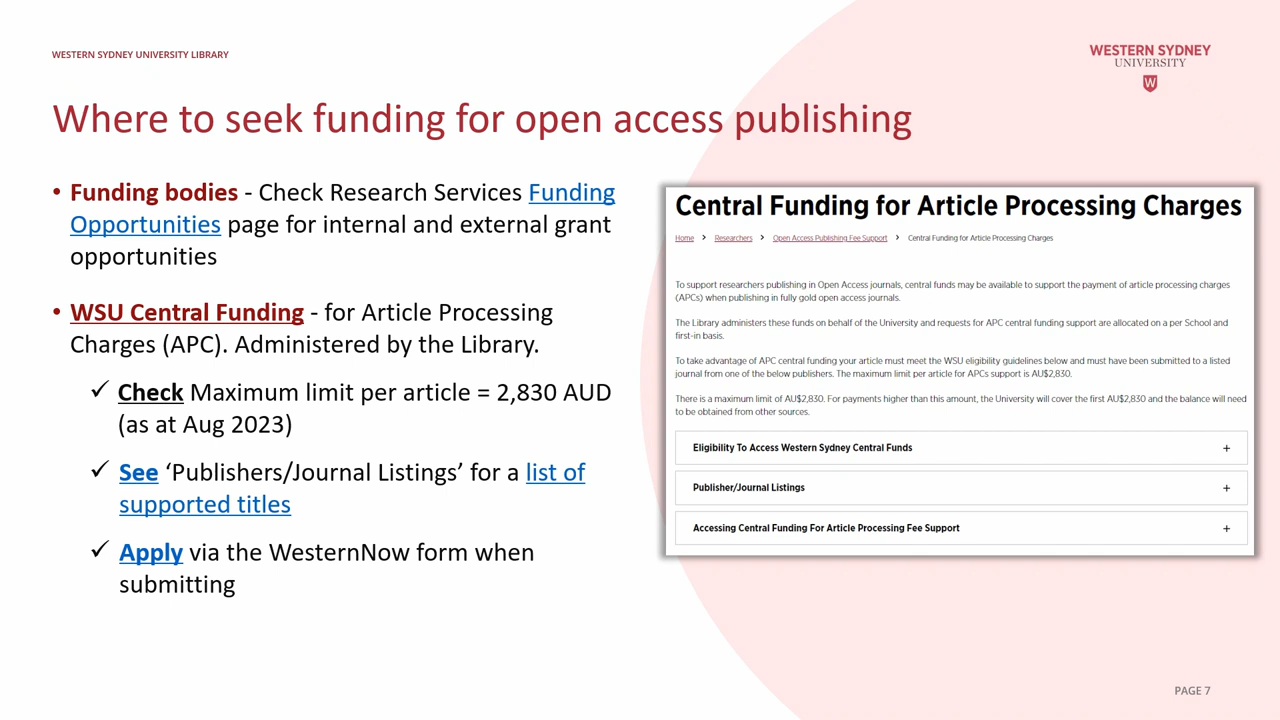 WESTERN SYDNEY UNIVERSITY LIBRARY
WESTERN SYDNEY
UNIVERSITY
W
Where to seek funding for open access publishing
• Funding bodies - Check Research Services Funding
Opportunities page for internal and external grant
opportunities
• WSU Central Funding - for Article Processing
Charges (APC). Administered by the Library.
✓ Check Maximum limit per article = 2,830 AUD
(as at Aug 2023)
✓ See ‘Publishers/Journal Listings’ for a list of
supported titles
✓ Apply via the WesternNow form when
submitting
Central Funding for Article Processing Charges
Home > Researchers > Open Access Publishing Fee Support > Central Funding for Article Processing Charges
To support researchers publishing in Open Access journals, central funds may be available to support the payment of article processing charges
(APCs) when publishing in fully gold open access journals.
The Library administers these funds on behalf of the University and requests for APC central funding support are allocated on a per School and
first-in basis.
To take advantage of APC central funding your article must meet the WSU eligibility guidelines below and must have been submitted to a listed
journal from one of the below publishers. The maximum limit per article for APCs support is AU$2,830.
There is a maximum limit of AU$2,830. For payments higher than this amount, the University will cover the first AU$2,830 and the balance will need
to be obtained from other sources.
Eligibility To Access Western Sydney Central Funds +
Publisher/Journal Listings +
Accessing Central Funding For Article Processing Fee Support +
PAGE 7